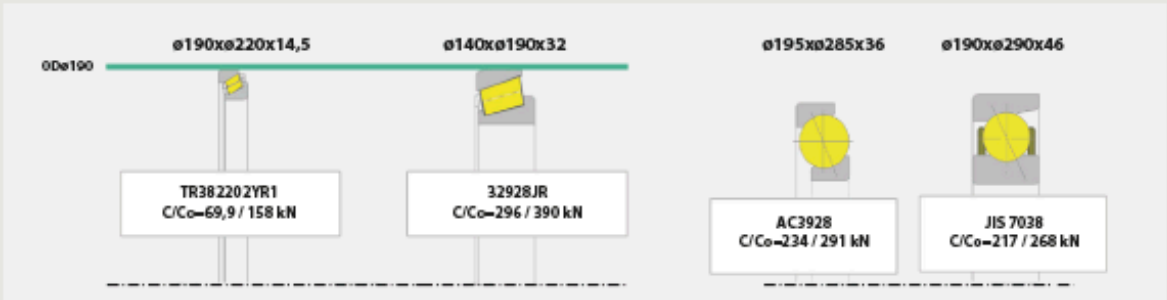 ø190xø220x14,5
ø140xø190x32
ø195xø285x36
ø190xø290x46
ODø190
TR382202YR1
C/Co=69,9 / 158 kN
32928JR
C/Co=296 / 390 kN
AC3928
C/Co=234 / 291 kN
JIS 7038
C/Co=217 / 268 kN